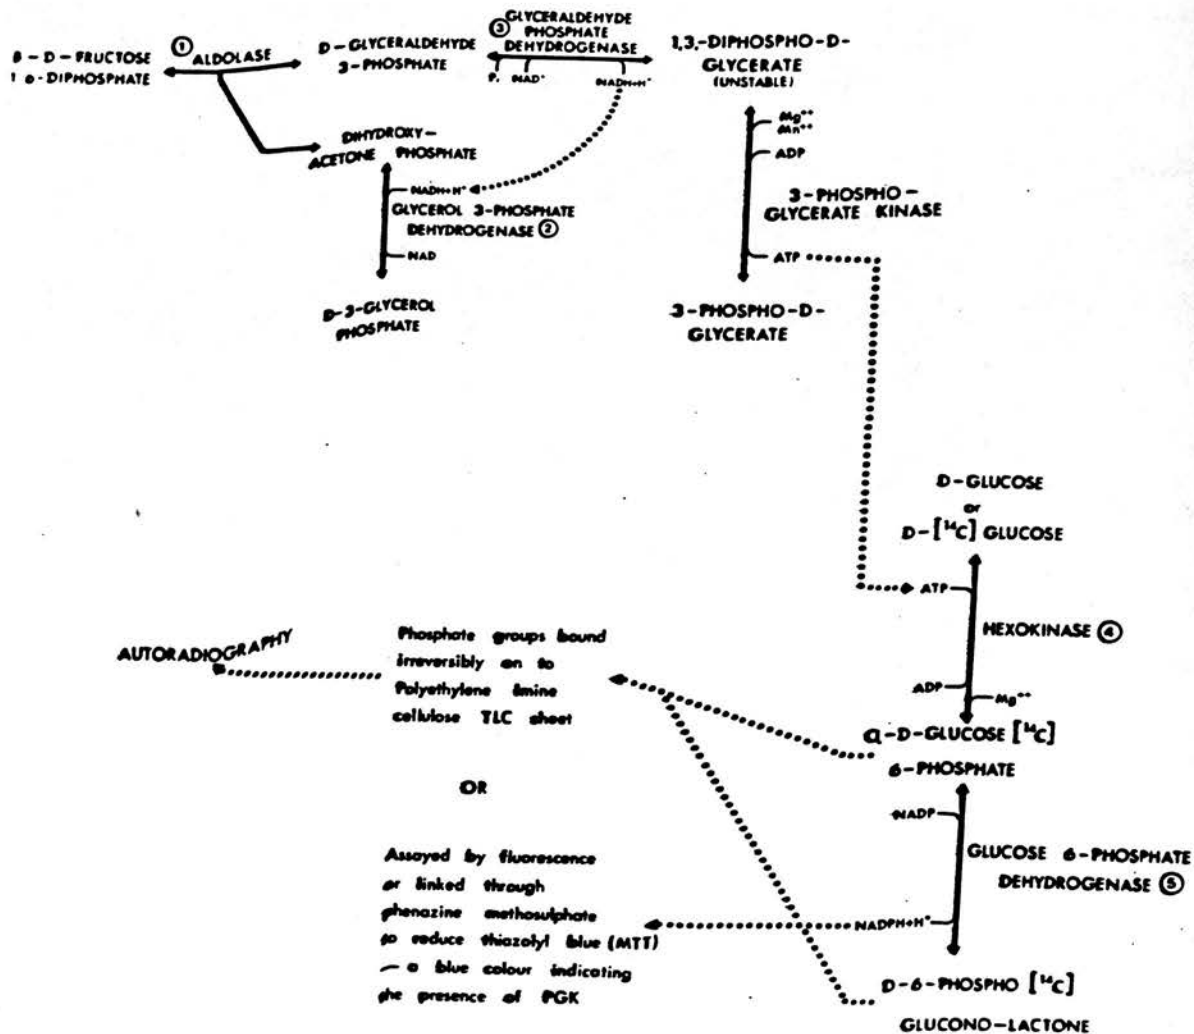 β-D-FRUCTOSE
1 6-DIPHOSPHATE
① ALDOLASE
D-GLYCERALDEHYDE
3-PHOSPHATE
③ GLYCERALDEHYDE
PHOSPHATE
DEHYDROGENASE
Pi NAD⁺
NADH+H⁺
1,3,-DIPHOSPHO-D-
GLYCERATE
(UNSTABLE)
DIHYDROXY-
ACETONE PHOSPHATE
NADH+H⁺
GLYCEROL 3-PHOSPHATE
DEHYDROGENASE ②
NAD
D-3-GLYCEROL
PHOSPHATE
Mg⁺⁺
Mn⁺⁺
ADP
3-PHOSPHO-
GLYCERATE KINASE
ATP
3-PHOSPHO-D-
GLYCERATE
D-GLUCOSE
or
D-[¹⁴C] GLUCOSE
ATP
HEXOKINASE ④
ADP
Mg⁺⁺
α-D-GLUCOSE [¹⁴C]
6-PHOSPHATE
AUTORADIOGRAPHY
Phosphate groups bound
irreversibly on to
Polyethylene imine
cellulose TLC sheet
OR
Assayed by fluorescence
or linked through
phenazine methosulphate
to reduce thiazolyl blue (MTT)
— a blue colour indicating
the presence of PGK
NADP
GLUCOSE 6-PHOSPHATE
DEHYDROGENASE ⑤
NADPH+H⁺
D-6-PHOSPHO [¹⁴C]
GLUCONO-LACTONE